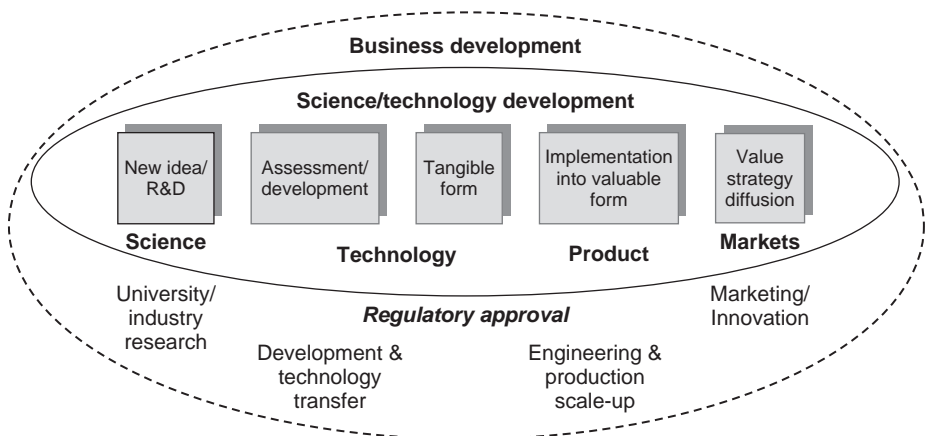 Business development
Science/technology development
New idea/
R&D
Assessment/
development
Tangible
form
Implementation
into valuable
form
Value
strategy
diffusion
Science
Technology
Product
Markets
University/
industry
research
Regulatory approval
Marketing/
Innovation
Development &
technology
transfer
Engineering &
production
scale-up